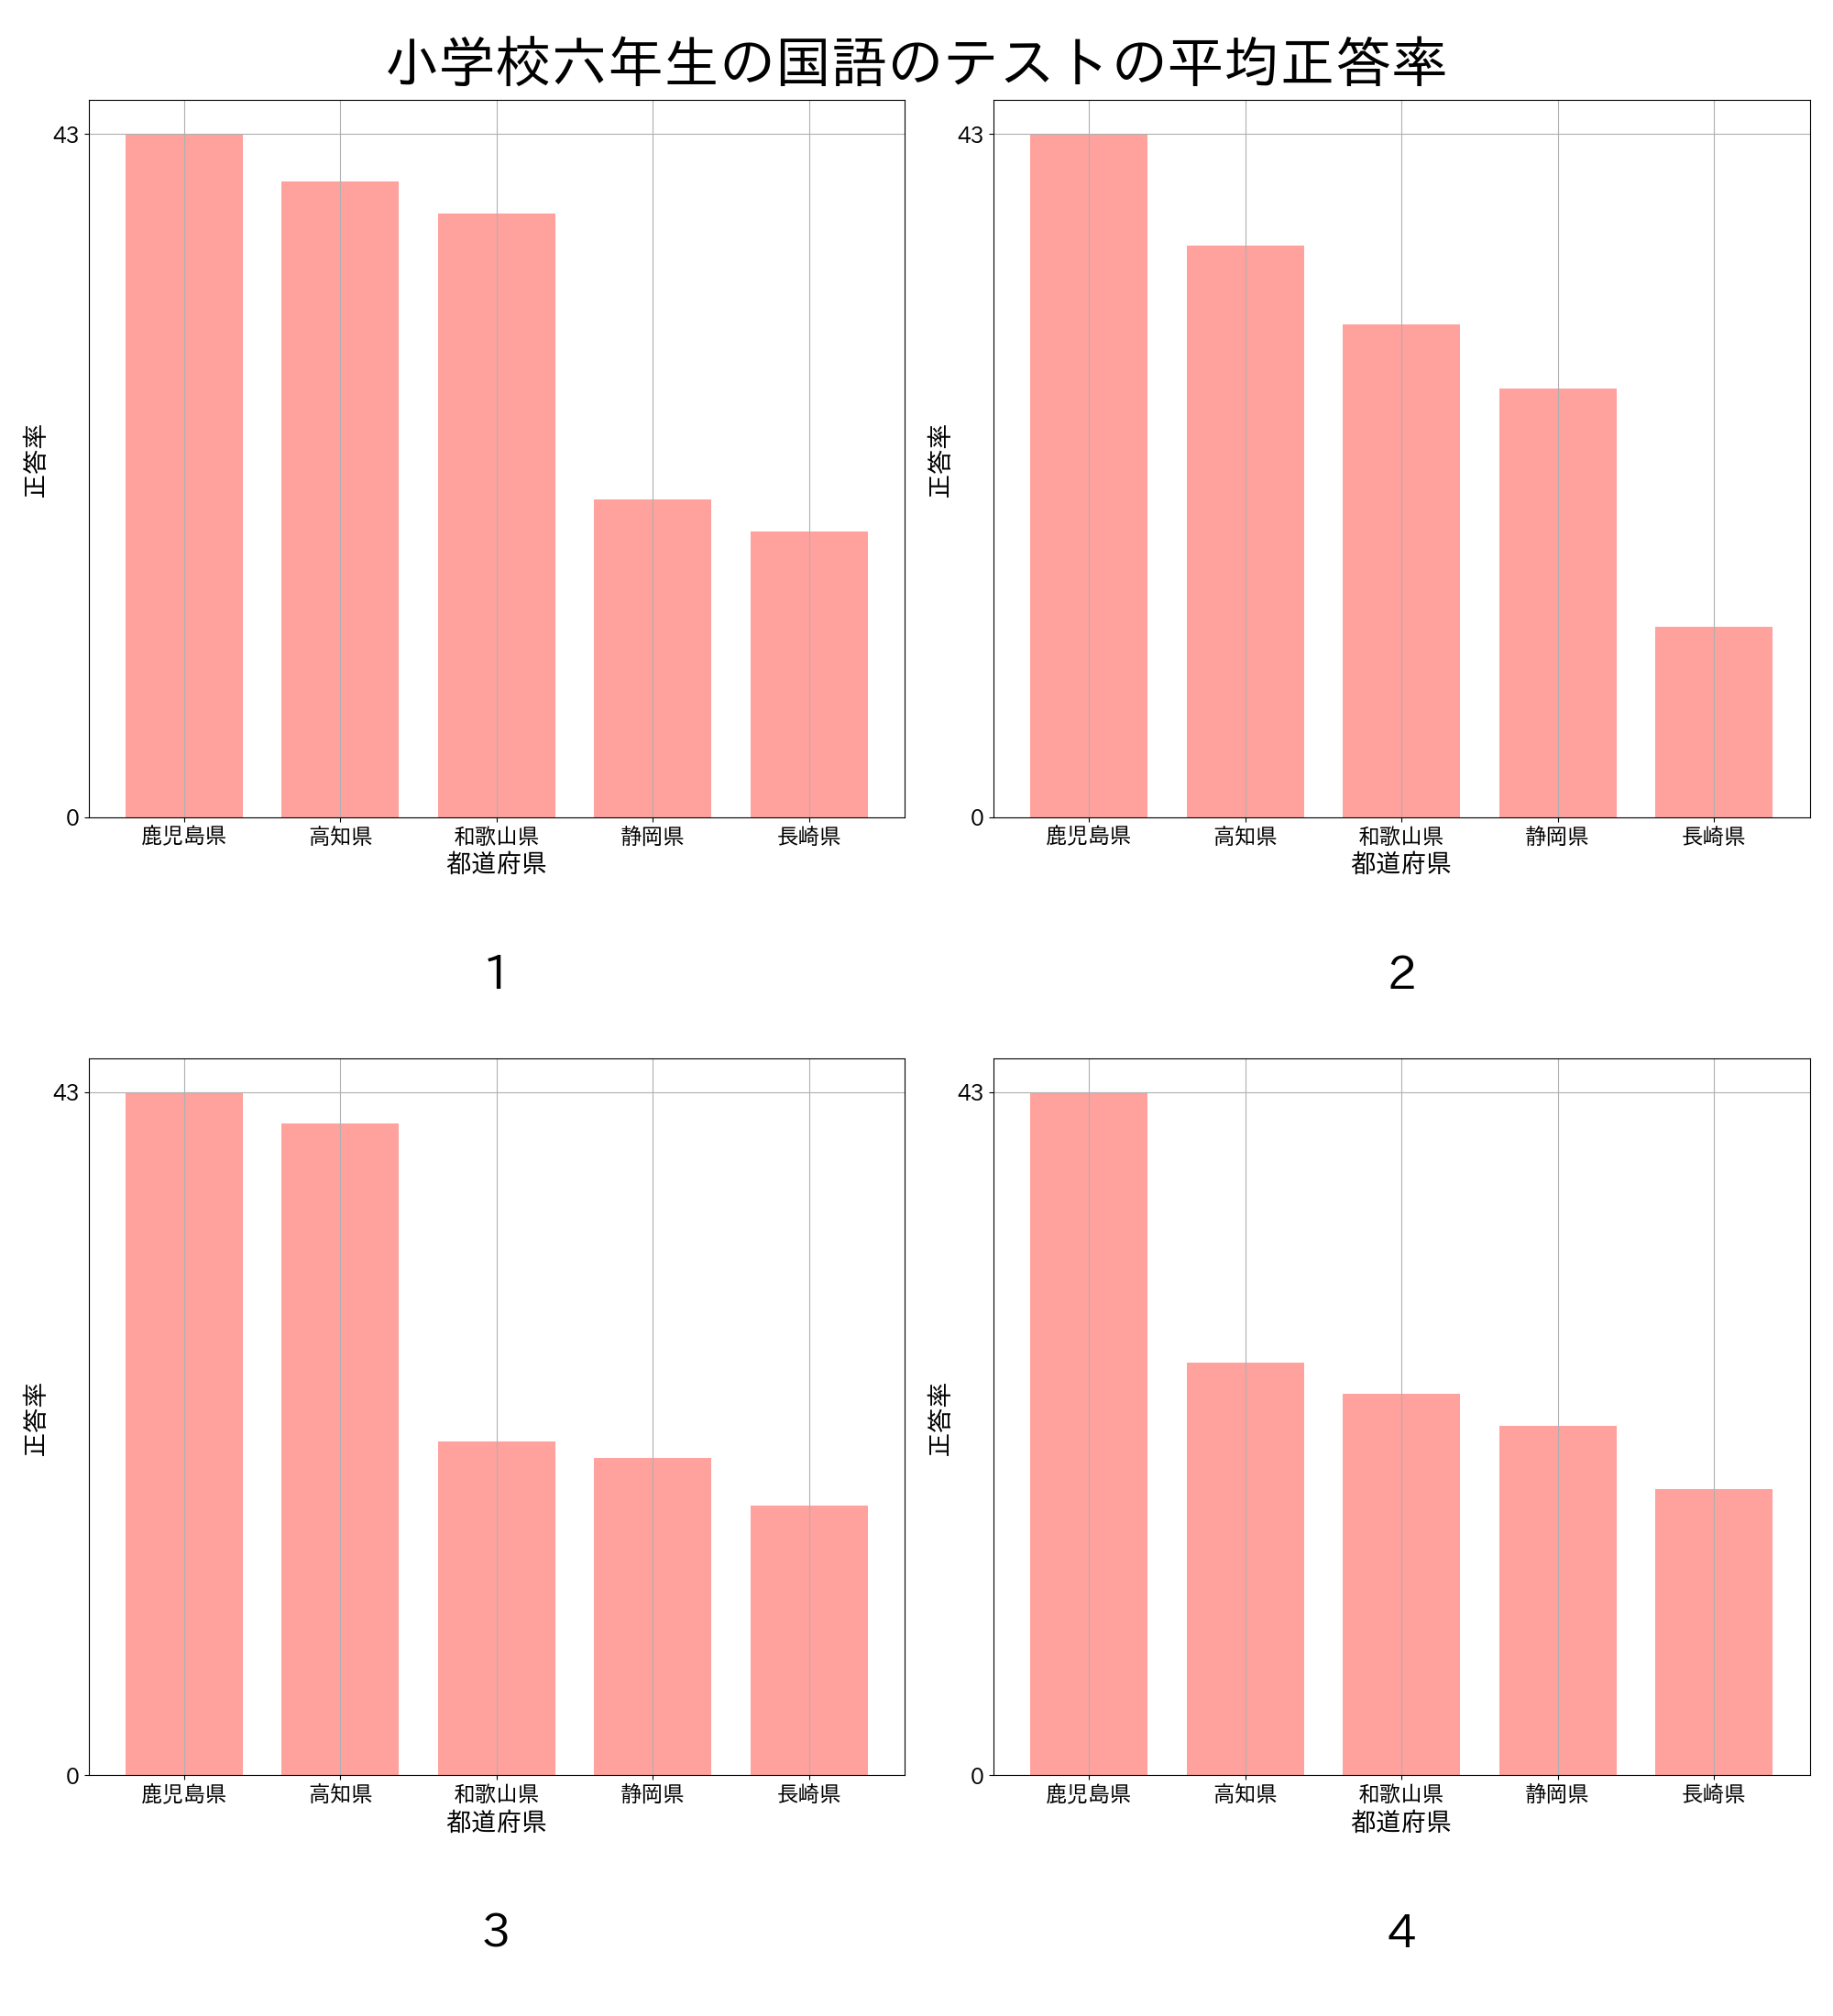 小学校六年生の国語のテストの平均正答率
43
0
正答率
鹿児島県 高知県 和歌山県 静岡県 長崎県
都道府県
1
43
0
正答率
鹿児島県 高知県 和歌山県 静岡県 長崎県
都道府県
2
43
0
正答率
鹿児島県 高知県 和歌山県 静岡県 長崎県
都道府県
3
43
0
正答率
鹿児島県 高知県 和歌山県 静岡県 長崎県
都道府県
4